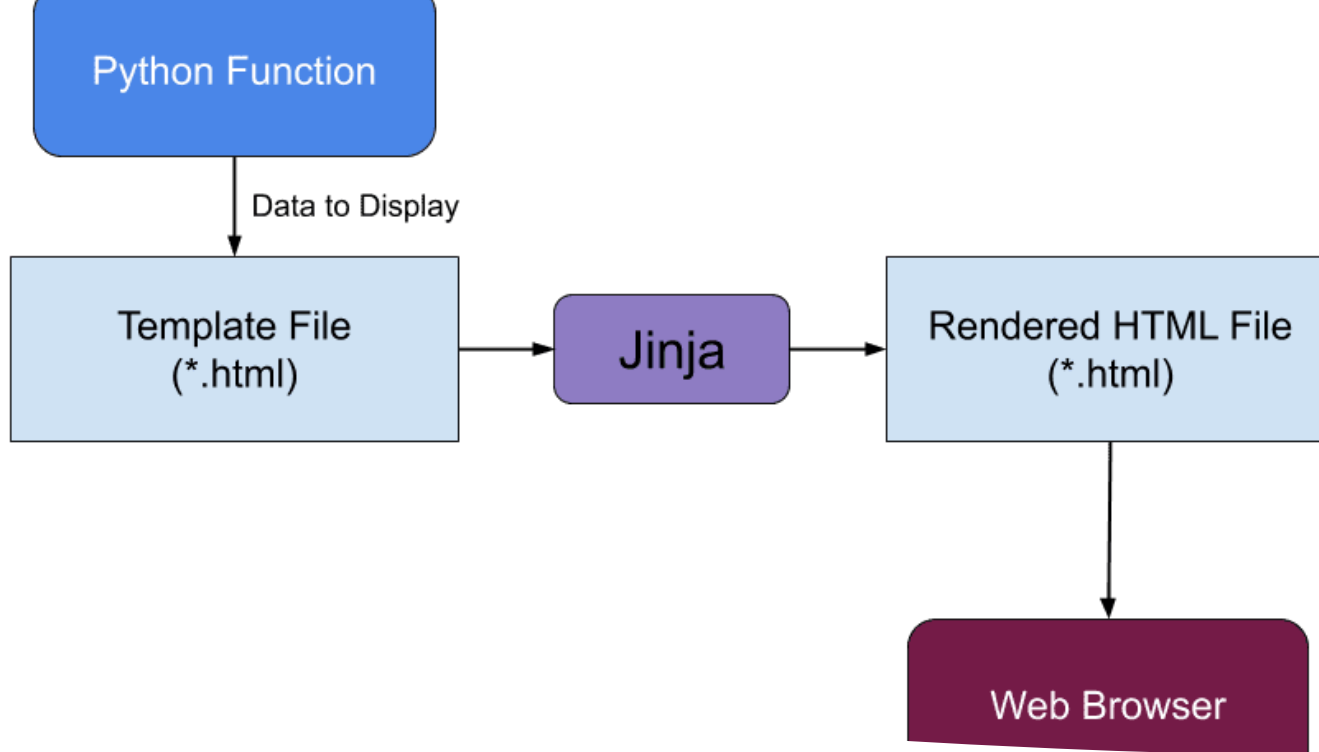 Python Function
Data to Display
Template File
(*.html)
Jinja
Rendered HTML File
(*.html)
Web Browser